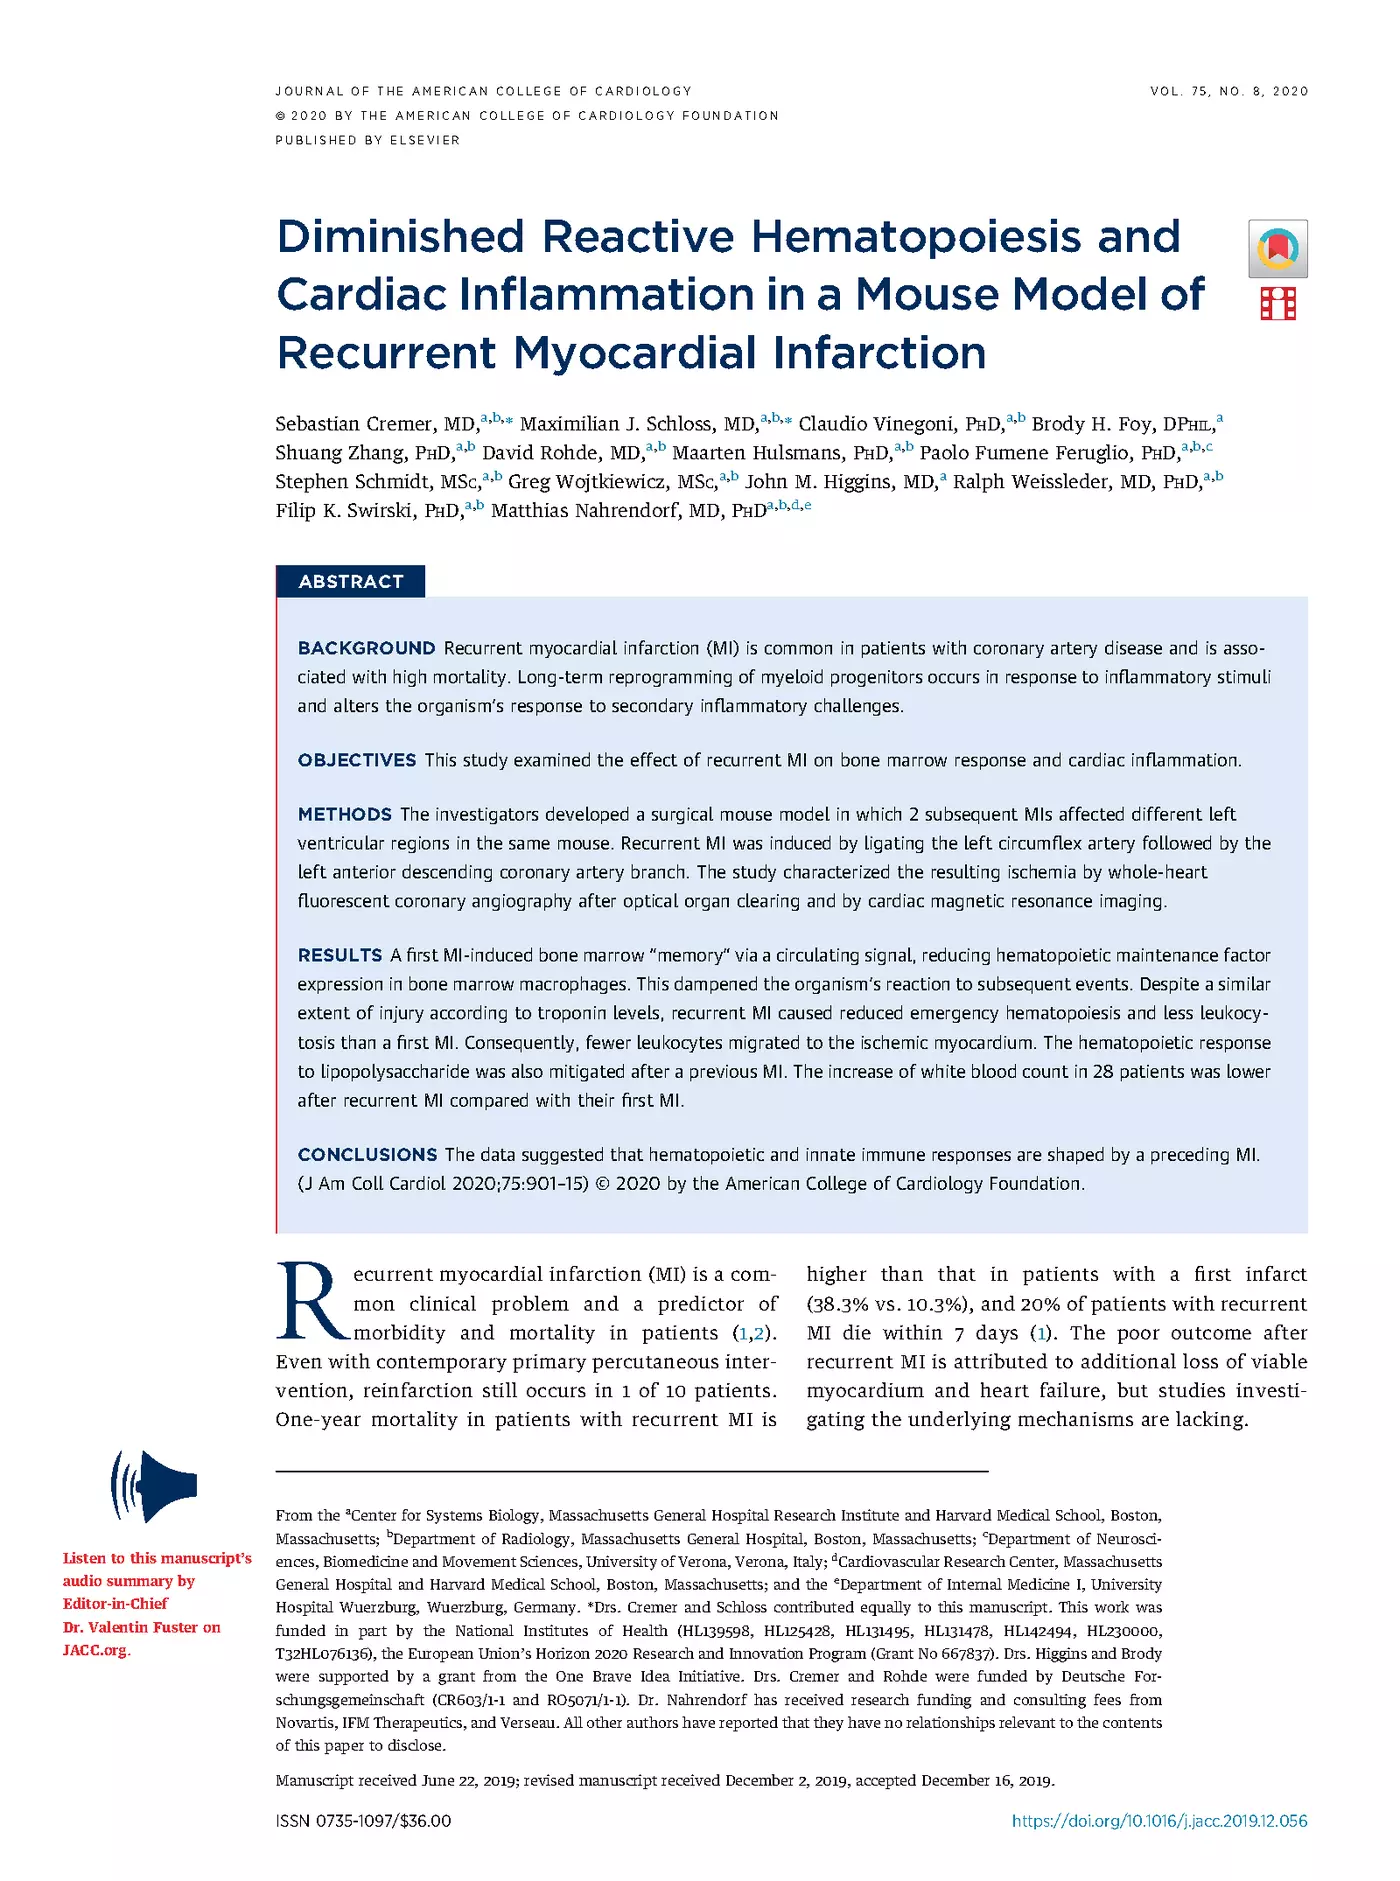 JOURNAL OF THE AMERICAN COLLEGE OF CARDIOLOGY
VOL. 75, NO. 8, 2020
© 2020 BY THE AMERICAN COLLEGE OF CARDIOLOGY FOUNDATION
PUBLISHED BY ELSEVIER
Diminished Reactive Hematopoiesis and
Cardiac Inflammation in a Mouse Model of
Recurrent Myocardial Infarction
Sebastian Cremer, MD,a,b,* Maximilian J. Schloss, MD,a,b,* Claudio Vinegoni, PHD,a,b Brody H. Foy, DPHIL,a
Shuang Zhang, PHD,a,b David Rohde, MD,a,b Maarten Hulsmans, PHD,a,b Paolo Fumene Feruglio, PHD,a,b,c
Stephen Schmidt, MSC,a,b Greg Wojtkiewicz, MSC,a,b John M. Higgins, MD,a Ralph Weissleder, MD, PHD,a,b
Filip K. Swirski, PHD,a,b Matthias Nahrendorf, MD, PHDa,b,d,e
ABSTRACT
BACKGROUND Recurrent myocardial infarction (MI) is common in patients with coronary artery disease and is asso-
ciated with high mortality. Long-term reprogramming of myeloid progenitors occurs in response to inflammatory stimuli
and alters the organism's response to secondary inflammatory challenges.
OBJECTIVES This study examined the effect of recurrent MI on bone marrow response and cardiac inflammation.
METHODS The investigators developed a surgical mouse model in which 2 subsequent MIs affected different left
ventricular regions in the same mouse. Recurrent MI was induced by ligating the left circumflex artery followed by the
left anterior descending coronary artery branch. The study characterized the resulting ischemia by whole-heart
fluorescent coronary angiography after optical organ clearing and by cardiac magnetic resonance imaging.
RESULTS A first MI-induced bone marrow "memory" via a circulating signal, reducing hematopoietic maintenance factor
expression in bone marrow macrophages. This dampened the organism's reaction to subsequent events. Despite a similar
extent of injury according to troponin levels, recurrent MI caused reduced emergency hematopoiesis and less leukocy-
tosis than a first MI. Consequently, fewer leukocytes migrated to the ischemic myocardium. The hematopoietic response
to lipopolysaccharide was also mitigated after a previous MI. The increase of white blood count in 28 patients was lower
after recurrent MI compared with their first MI.
CONCLUSIONS The data suggested that hematopoietic and innate immune responses are shaped by a preceding MI.
(J Am Coll Cardiol 2020;75:901–15) © 2020 by the American College of Cardiology Foundation.
Recurrent myocardial infarction (MI) is a com-
mon clinical problem and a predictor of
morbidity and mortality in patients (1,2).
Even with contemporary primary percutaneous inter-
vention, reinfarction still occurs in 1 of 10 patients.
One-year mortality in patients with recurrent MI is
higher than that in patients with a first infarct
(38.3% vs. 10.3%), and 20% of patients with recurrent
MI die within 7 days (1). The poor outcome after
recurrent MI is attributed to additional loss of viable
myocardium and heart failure, but studies investi-
gating the underlying mechanisms are lacking.
Listen to this manuscript's
audio summary by
Editor-in-Chief
Dr. Valentin Fuster on
JACC.org.
From the aCenter for Systems Biology, Massachusetts General Hospital Research Institute and Harvard Medical School, Boston,
Massachusetts; bDepartment of Radiology, Massachusetts General Hospital, Boston, Massachusetts; cDepartment of Neurosci-
ences, Biomedicine and Movement Sciences, University of Verona, Verona, Italy; dCardiovascular Research Center, Massachusetts
General Hospital and Harvard Medical School, Boston, Massachusetts; and the eDepartment of Internal Medicine I, University
Hospital Wuerzburg, Wuerzburg, Germany. *Drs. Cremer and Schloss contributed equally to this manuscript. This work was
funded in part by the National Institutes of Health (HL139598, HL125428, HL131495, HL131478, HL142494, HL230000,
T32HL076136), the European Union's Horizon 2020 Research and Innovation Program (Grant No 667837). Drs. Higgins and Brody
were supported by a grant from the One Brave Idea Initiative. Drs. Cremer and Rohde were funded by Deutsche For-
schungsgemeinschaft (CR603/1-1 and RO5071/1-1). Dr. Nahrendorf has received research funding and consulting fees from
Novartis, IFM Therapeutics, and Verseau. All other authors have reported that they have no relationships relevant to the contents
of this paper to disclose.
Manuscript received June 22, 2019; revised manuscript received December 2, 2019, accepted December 16, 2019.
ISSN 0735-1097/$36.00
https://doi.org/10.1016/j.jacc.2019.12.056